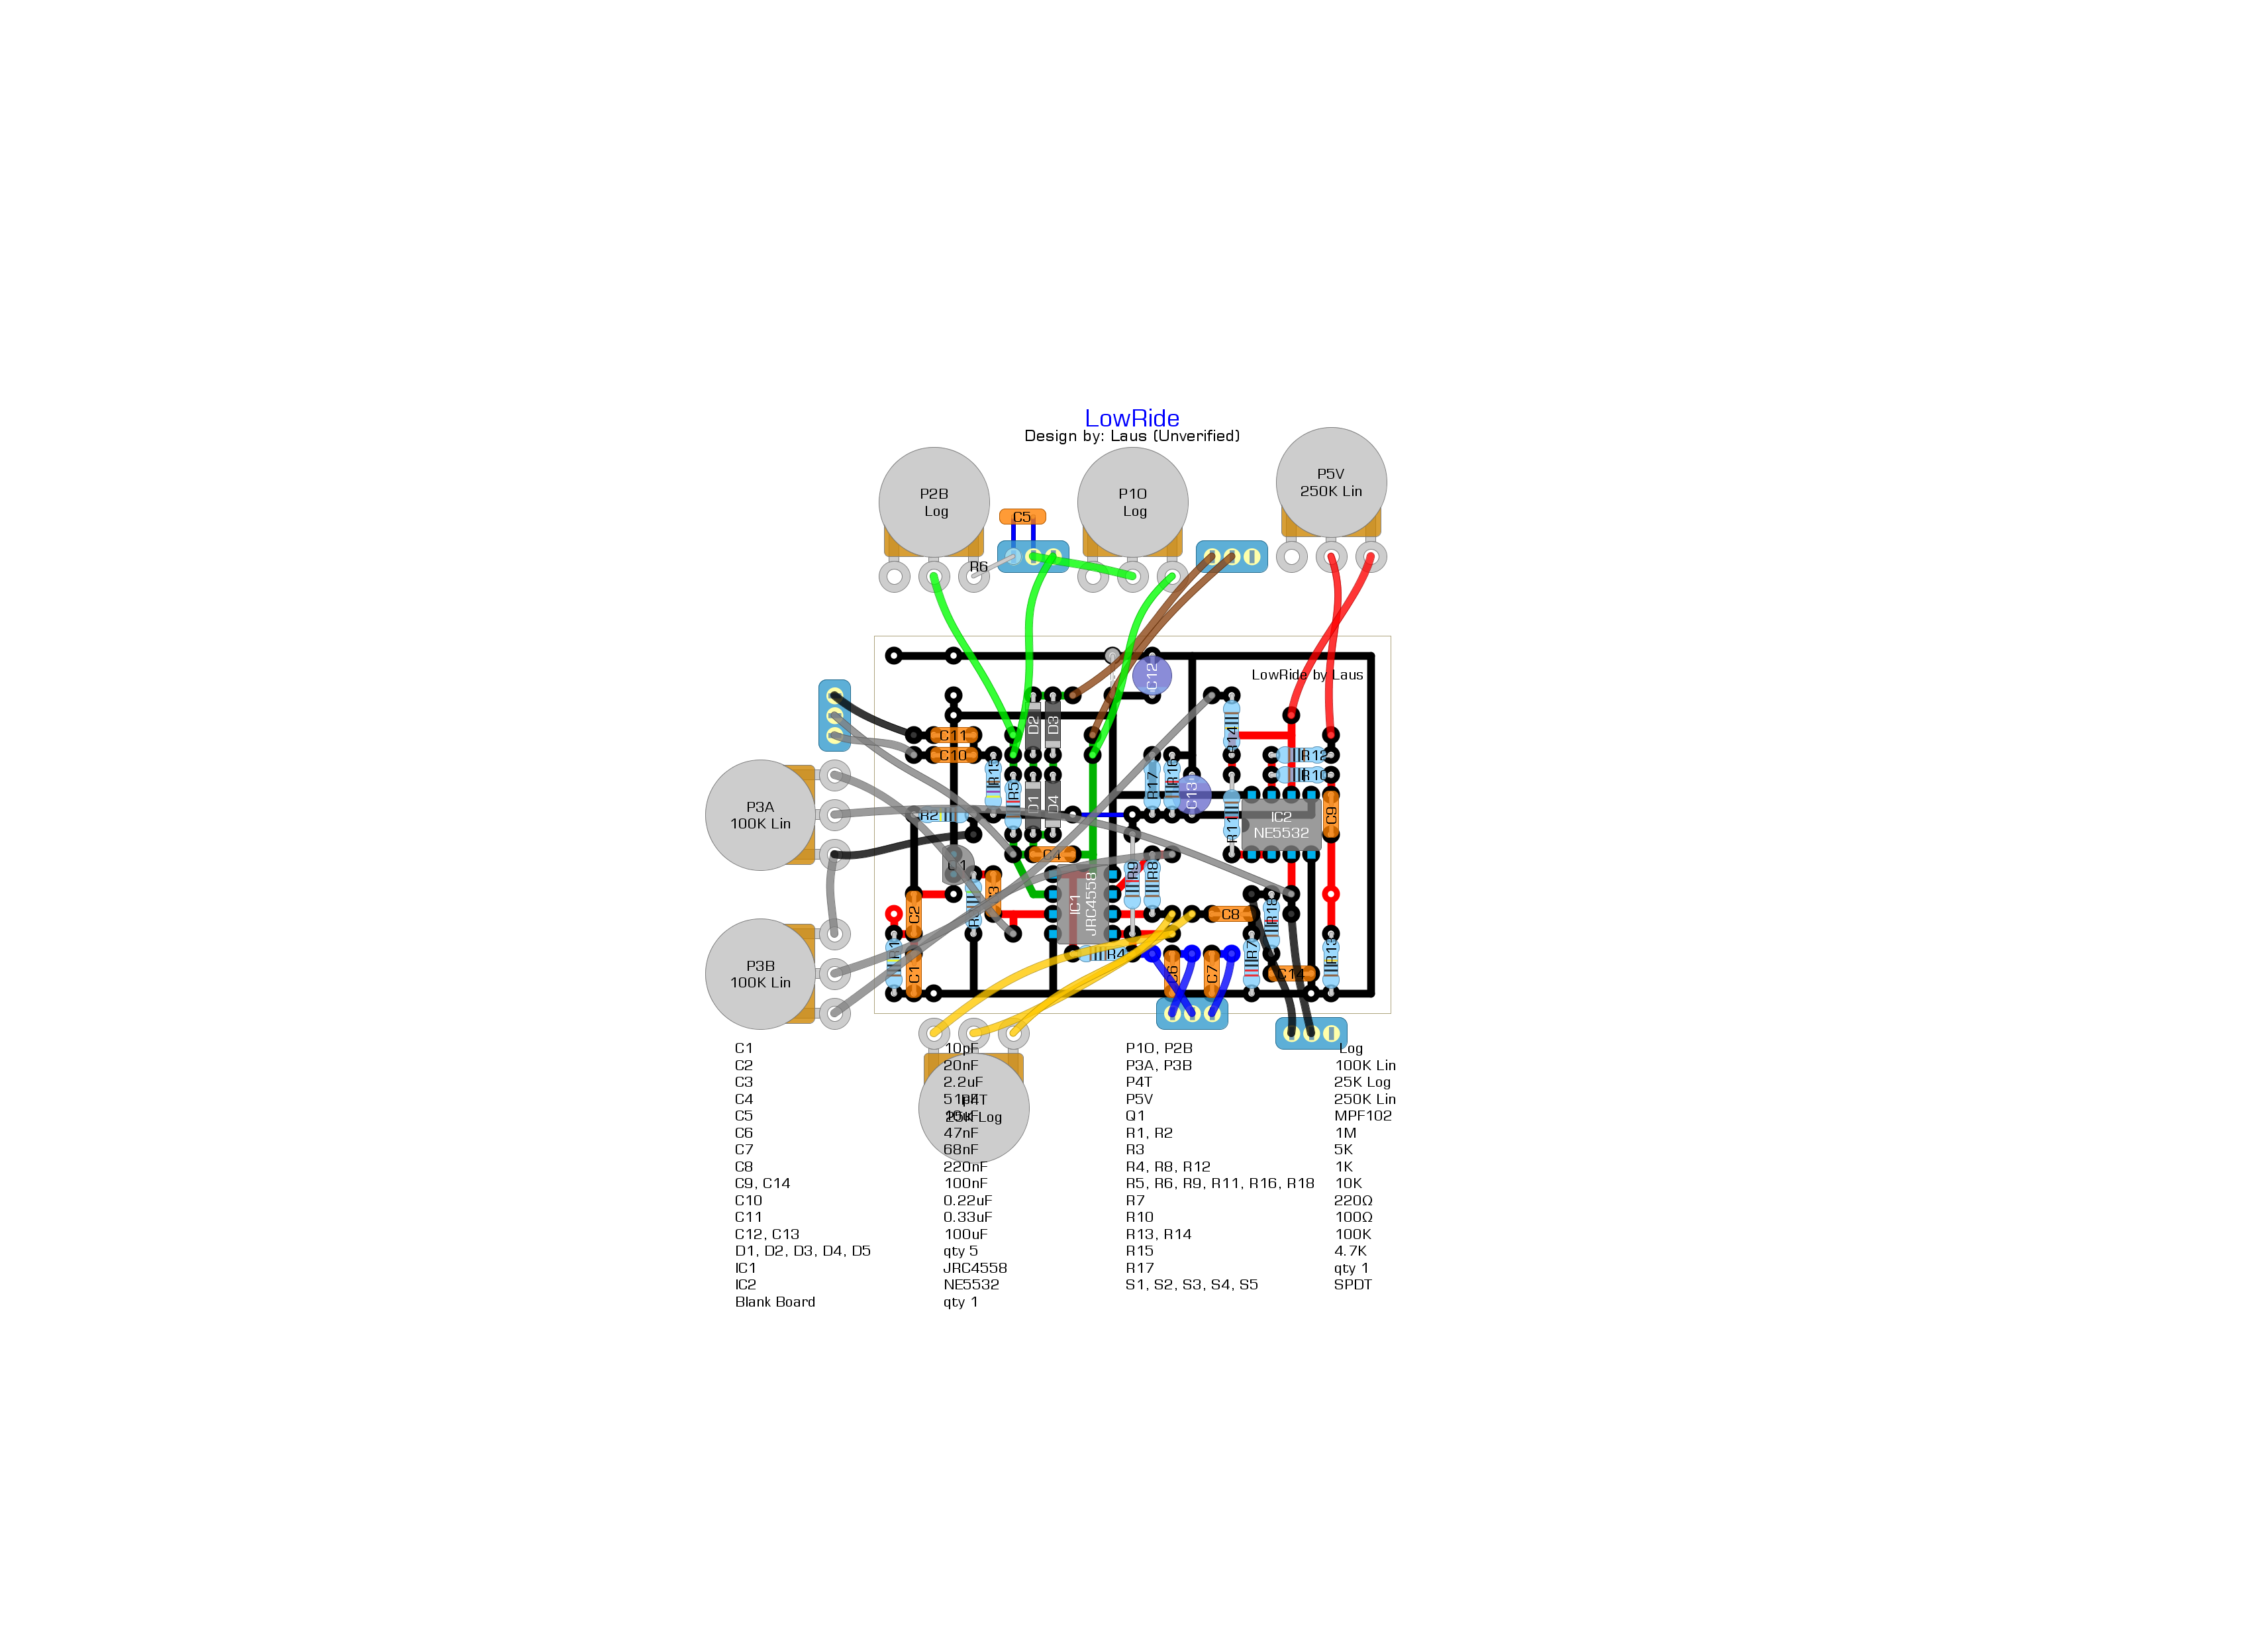 LowRide
Design by: Laus (Unverified)
P5V
250K Lin
P2B
Log
P1O
Log
C5
R6
LowRide by Laus
C12
D2
D3
C11
R14
C10
R12
R15
R17
R16
R10
R5
D1
D4
C13
P3A
100K Lin
R2
R11
IC2
NE5532
C9
R9
R8
IC1
JRC4558
C2
C8
R18
R1
R4
R7
R13
P3B
100K Lin
C1
C6
C7
C14
P4T
25K Log
C1 10pF P1O, P2B Log
C2 20nF P3A, P3B 100K Lin
C3 2.2uF P4T 25K Log
C4 51pF P5V 250K Lin
C5 Q1 MPF102
C6 47nF R1, R2 1M
C7 68nF R3 5K
C8 220nF R4, R8, R12 1K
C9, C14 100nF R5, R6, R9, R11, R16, R18 10K
C10 0.22uF R7 220Ω
C11 0.33uF R10 100Ω
C12, C13 100uF R13, R14 100K
D1, D2, D3, D4, D5 qty 5 R15 4.7K
IC1 JRC4558 R17 qty 1
IC2 NE5532 S1, S2, S3, S4, S5 SPDT
Blank Board qty 1